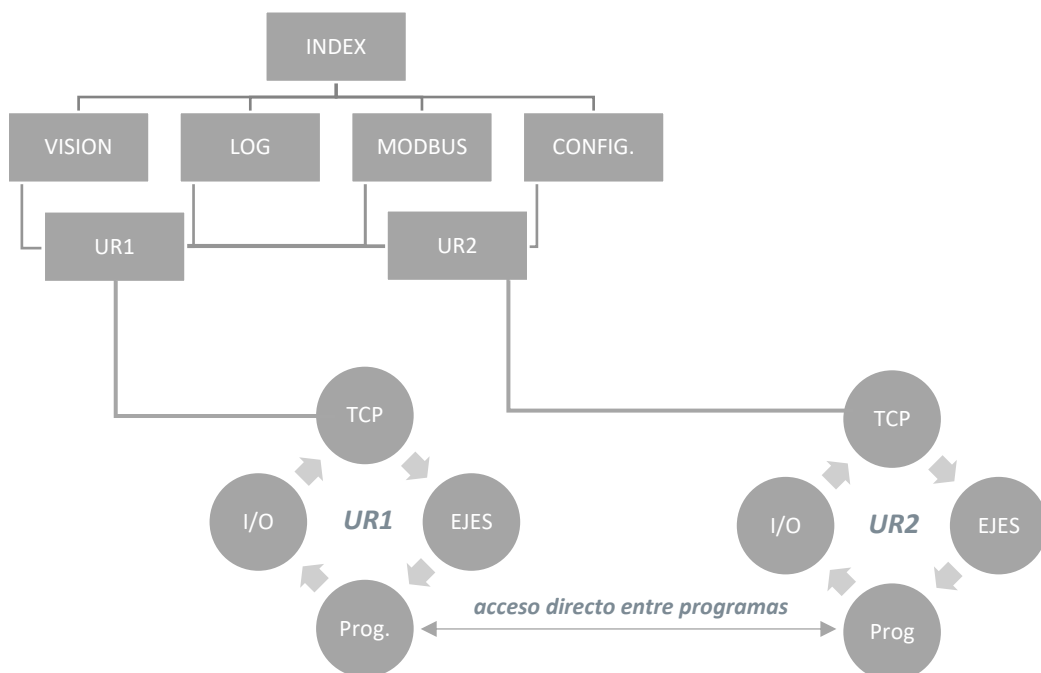 INDEX
VISION
LOG
MODBUS
CONFIG.
UR1
UR2
TCP
I/O
UR1
EJES
Prog.
TCP
I/O
UR2
EJES
Prog
acceso directo entre programas